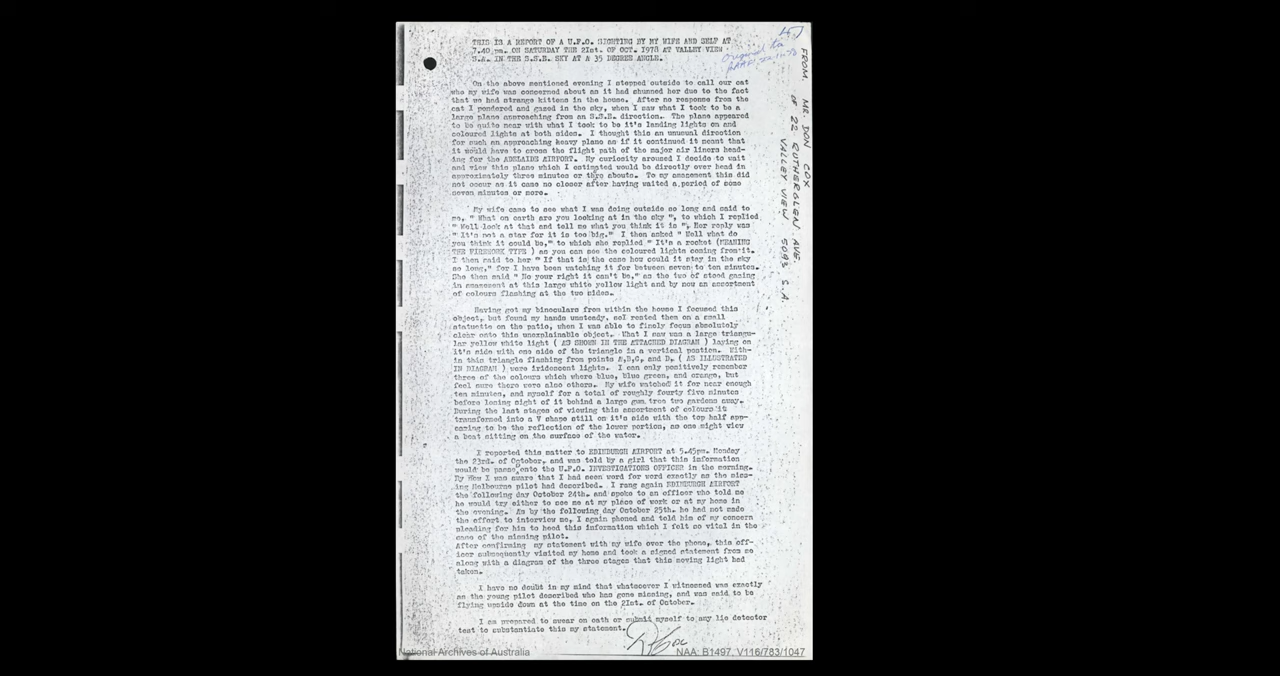 THIS IS A REPORT OF A U.F.O. SIGHTING BY MY WIFE AND SELF AT
7.40 pm. ON SATURDAY THE 21st. OF OCT. 1978 AT VALLEY VIEW
S.A. IN THE S.S.E. SKY AT A 35 DEGREE ANGLE.
On the above mentioned evening I stepped outside to call our cat
who my wife was concerned about as it had shunned her due to the fact
that we had strange kittens in the house. After no response from the
cat I pondered and gazed in the sky, when I saw what I took to be a
large plane approaching from an S.S.E. direction. The plane appeared
to be quite near with what I took to be it's landing lights on and
coloured lights at both sides. I thought this an unusual direction
for such an approaching heavy plane as if it continued it meant that
it would have to cross the flight path of the major air liners head-
ing for the ADELAIDE AIRPORT. My curiosity aroused I decide to wait
and view this plane which I estimated would be directly over head in
approximately three minutes or there abouts. To my amasement this did
not occur as it came no closer after having waited a period of some
seven minutes or more.
My wife came to see what I was doing outside so long and said to
me, " What on earth are you looking at in the sky ", to which I replied
" Well look at that and tell me what you think it is ". Her reply was
" It's not a star for it is too big." I then asked " Well what do
you think it could be," to which she replied " It's a rocket (MEANING
THE FIREWORK TYPE ) as you can see the coloured lights coming from it.
I then said to her " If that is the case how could it stay in the sky
so long," for I have been watching it for between seven to ten minutes.
She then said " No your right it can't be," as the two of stood gazing
in amasement at this large white yellow light and by now an assortment
of colours flashing at the two sides.
Having got my binoculars from within the house I focused this
object, but found my hands unsteady, so I rested them on a small
statuette on the patio, when I was able to finely focus absolutely
clear onto this unexplainable object. What I saw was a large triangu-
lar yellow white light ( AS SHOWN IN THE ATTACHED DIAGRAM ) laying on
it's side with one side of the triangle in a vertical postion. With-
in this triangle flashing from points A,B,C, and D, ( AS ILLUSTRATED
IN DIAGRAM ) were iridescent lights. I can only positively remember
three of the colours which where blue, blue green, and orange, but
feel sure there were also others. My wife watched it for near enough
ten minutes, and myself for a total of roughly fourty five minutes
before losing sight of it behind a large gum tree two gardens away.
During the last stages of viewing this assortment of colours it
transformed into a V shape still on it's side with the top half app-
earing to be the reflection of the lower portion, as one might view
a boat sitting on the surface of the water.
I reported this matter to EDINBURGH AIRPORT at 5.45pm. Monday
the 23rd. of October, and was told by a girl that this information
would be passe onto the U.F.O. INVESTIGATIONS OFFICER in the morning.
By Now I was aware that I had seen word for word exactly as the miss-
ing Melbourne pilot had described. I rang again EDINBURGH AIRPORT
the following day October 24th. and spoke to an officer who told me
he would try either to see me at my place of work or at my home in
the evening. As by the following day October 25th. he had not made
the effort to interview me, I again phoned and told him of my concern
pleading for him to heed this information which I felt so vital in the
case of the missing pilot.
After confirming my statement with my wife over the phone, this off-
icer subsequently visited my home and took a signed statement from me
along with a diagram of the three stages that this moving light had
taken.
I have no doubt in my mind that whatsoever I witnessed was exactly
as the young pilot described who has gone missing, and was said to be
flying upside down at the time on the 21st. of October.
I am prepared to swear on oath or submit myself to any lie detector
test to substantiate this my statement.
FROM. MR. DON COX
OF 22 RUTHERGLEN AVE.
VALLEY VIEW 5093 S.A.
National Archives of Australia
NAA: B1497, V116/783/1047